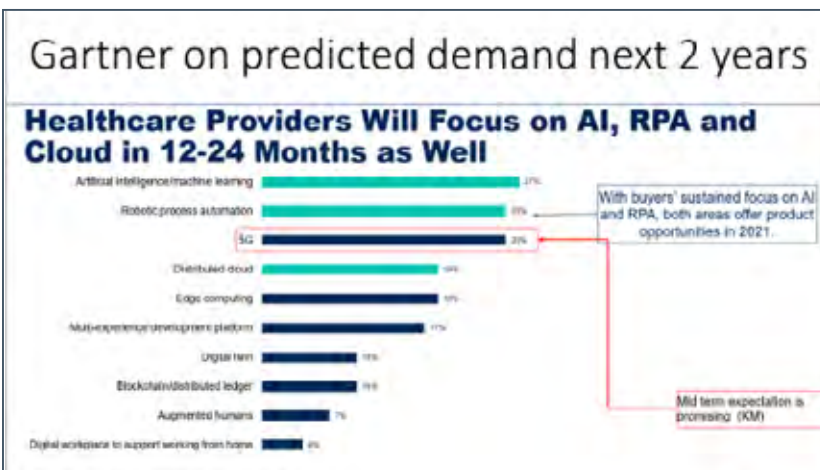 Gartner on predicted demand next 2 years
Healthcare Providers Will Focus on AI, RPA and
Cloud in 12-24 Months as Well
Artificial intelligence/machine learning
Robotic process automation
5G
Distributed cloud
Edge computing
Multi-experience development platform
17%
Digital twin
Blockchain/distributed ledger
Augmented humans
7%
Digital workplace to support working from home
With buyers' sustained focus on AI
and RPA, both areas offer product
opportunities in 2021.
Mid term expectation is
promising (KM)